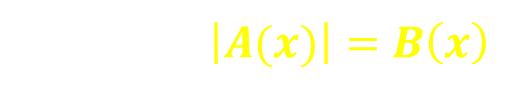 |A(x)| = B(x)